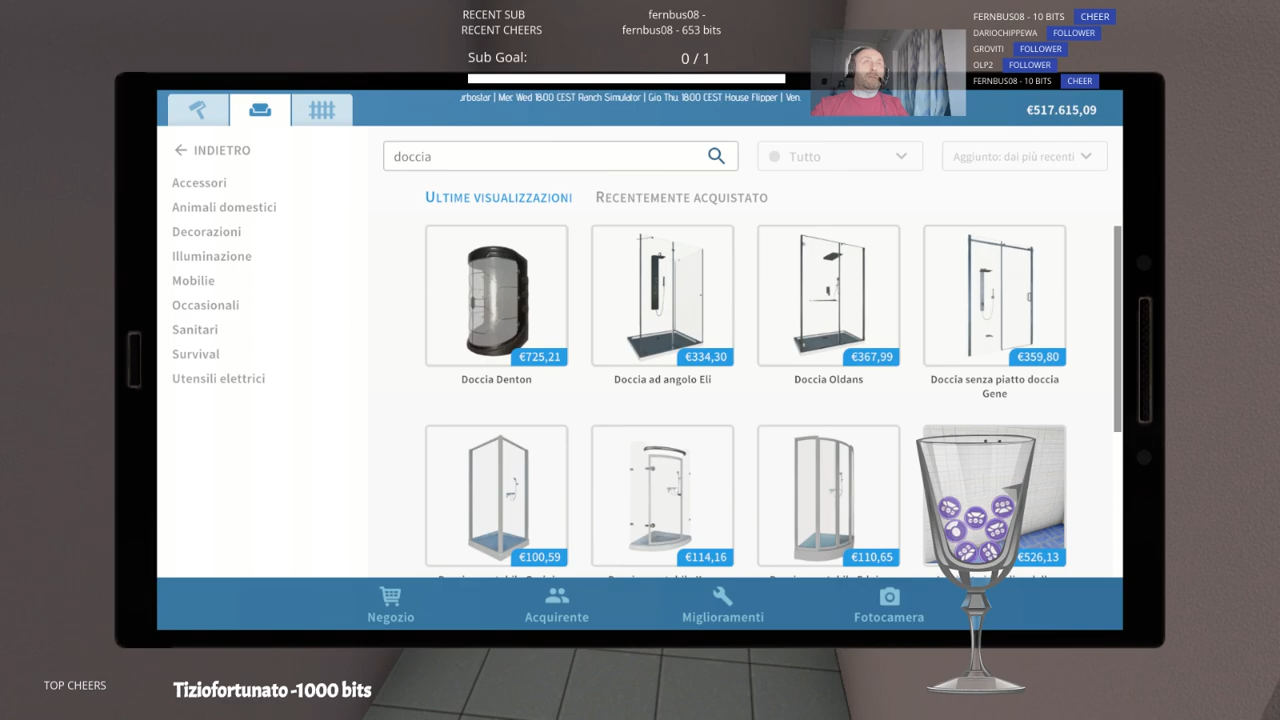 RECENT SUB
fernbus08 -
RECENT CHEERS
fernbus08 - 653 bits
Sub Goal:
0 / 1
FERNBUS08 - 10 BITS CHEER
DARIOCHIPPEWA FOLLOWER
GROVITI FOLLOWER
OLP2 FOLLOWER
FERNBUS08 - 10 BITS CHEER
urbostar | Mer. Wed 18:00 CEST Ranch Simulator | Gio Thu. 18:00 CEST House Flipper | Ven.
€517.615,09
INDIETRO
doccia
Tutto
Aggiunto: dai più recenti
Accessori
Animali domestici
Decorazioni
Illuminazione
Mobilie
Occasionali
Sanitari
Survival
Utensili elettrici
ULTIME VISUALIZZAZIONI
RECENTEMENTE ACQUISTATO
€725,21
€334,30
€367,99
€359,80
Doccia Denton
Doccia ad angolo Eli
Doccia Oldans
Doccia senza piatto doccia
Gene
€100,59
€114,16
€110,65
€526,13
Negozio
Acquirente
Miglioramenti
Fotocamera
TOP CHEERS
Tiziofortunato -1000 bits